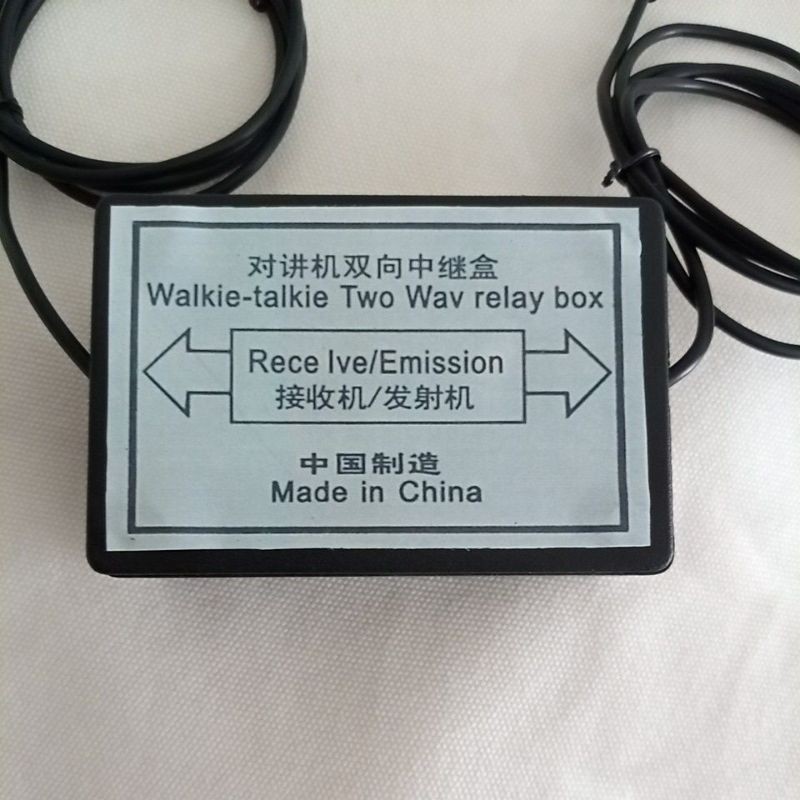 对讲机双向中继盒
Walkie-talkie Two Wav relay box
Rece Ive/Emission
接收机/发射机
中国制造
Made in China